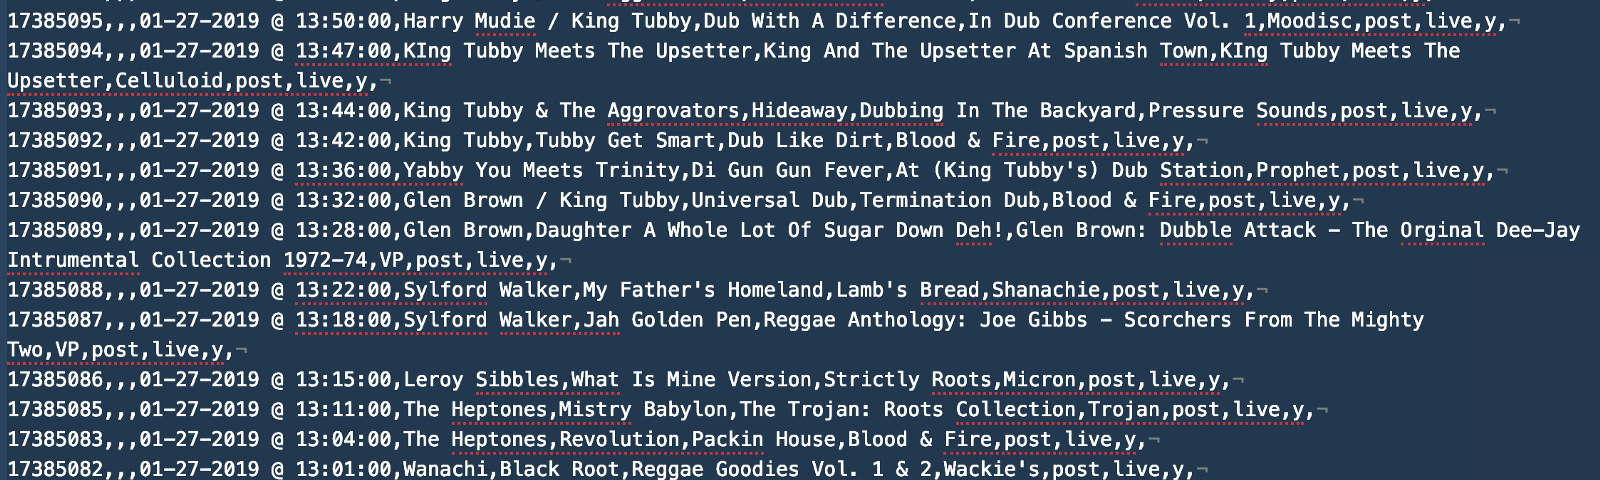 17385095,,,01-27-2019 @ 13:50:00,Harry Mudie / King Tubby,Dub With A Difference,In Dub Conference Vol. 1,Moodisc,post,live,y,¬
17385094,,,01-27-2019 @ 13:47:00,KIng Tubby Meets The Upsetter,King And The Upsetter At Spanish Town,KIng Tubby Meets The
Upsetter,Celluloid,post,live,y,¬
17385093,,,01-27-2019 @ 13:44:00,King Tubby & The Aggrovators,Hideaway,Dubbing In The Backyard,Pressure Sounds,post,live,y,¬
17385092,,,01-27-2019 @ 13:42:00,King Tubby,Tubby Get Smart,Dub Like Dirt,Blood & Fire,post,live,y,¬
17385091,,,01-27-2019 @ 13:36:00,Yabby You Meets Trinity,Di Gun Gun Fever,At (King Tubby's) Dub Station,Prophet,post,live,y,¬
17385090,,,01-27-2019 @ 13:32:00,Glen Brown / King Tubby,Universal Dub,Termination Dub,Blood & Fire,post,live,y,¬
17385089,,,01-27-2019 @ 13:28:00,Glen Brown,Daughter A Whole Lot Of Sugar Down Deh!,Glen Brown: Dubble Attack – The Orginal Dee-Jay
Intrumental Collection 1972-74,VP,post,live,y,¬
17385088,,,01-27-2019 @ 13:22:00,Sylford Walker,My Father's Homeland,Lamb's Bread,Shanachie,post,live,y,¬
17385087,,,01-27-2019 @ 13:18:00,Sylford Walker,Jah Golden Pen,Reggae Anthology: Joe Gibbs – Scorchers From The Mighty
Two,VP,post,live,y,¬
17385086,,,01-27-2019 @ 13:15:00,Leroy Sibbles,What Is Mine Version,Strictly Roots,Micron,post,live,y,¬
17385085,,,01-27-2019 @ 13:11:00,The Heptones,Mistry Babylon,The Trojan: Roots Collection,Trojan,post,live,y,¬
17385083,,,01-27-2019 @ 13:04:00,The Heptones,Revolution,Packin House,Blood & Fire,post,live,y,¬
17385082,,,01-27-2019 @ 13:01:00,Wanachi,Black Root,Reggae Goodies Vol. 1 & 2,Wackie's,post,live,y,¬